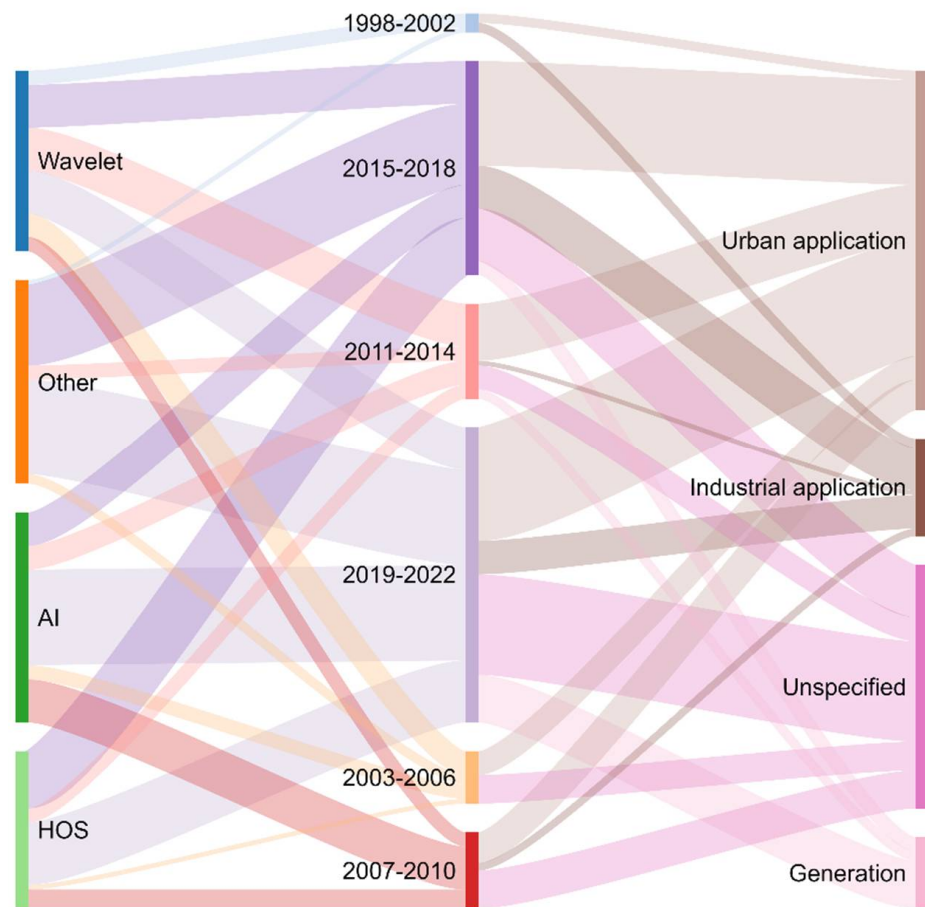 1998-2002
Wavelet
2015-2018
Urban application
2011-2014
Other
Industrial application
2019-2022
AI
Unspecified
2003-2006
HOS
2007-2010
Generation